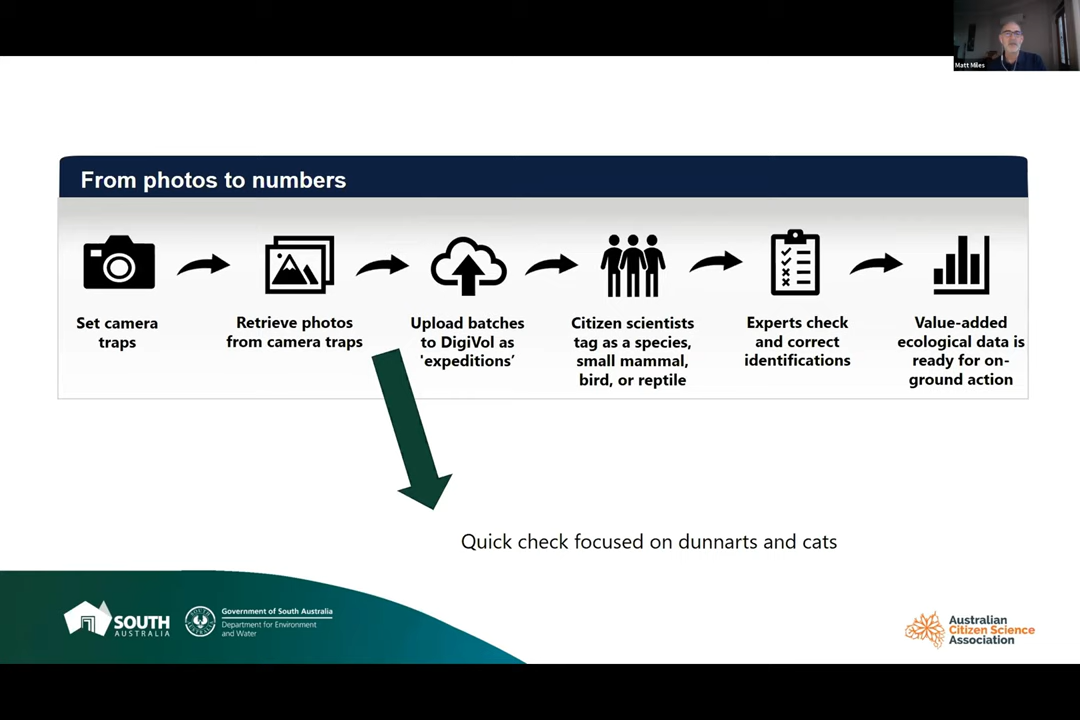 Matt Miles
From photos to numbers
Set camera
traps
Retrieve photos
from camera traps
Upload batches
to DigiVol as
'expeditions’
Citizen scientists
tag as a species,
small mammal,
bird, or reptile
Experts check
and correct
identifications
Value-added
ecological data is
ready for on-
ground action
Quick check focused on dunnarts and cats
SOUTH
AUSTRALIA
Government of South Australia
Department for Environment
and Water
Australian
Citizen Science
Association